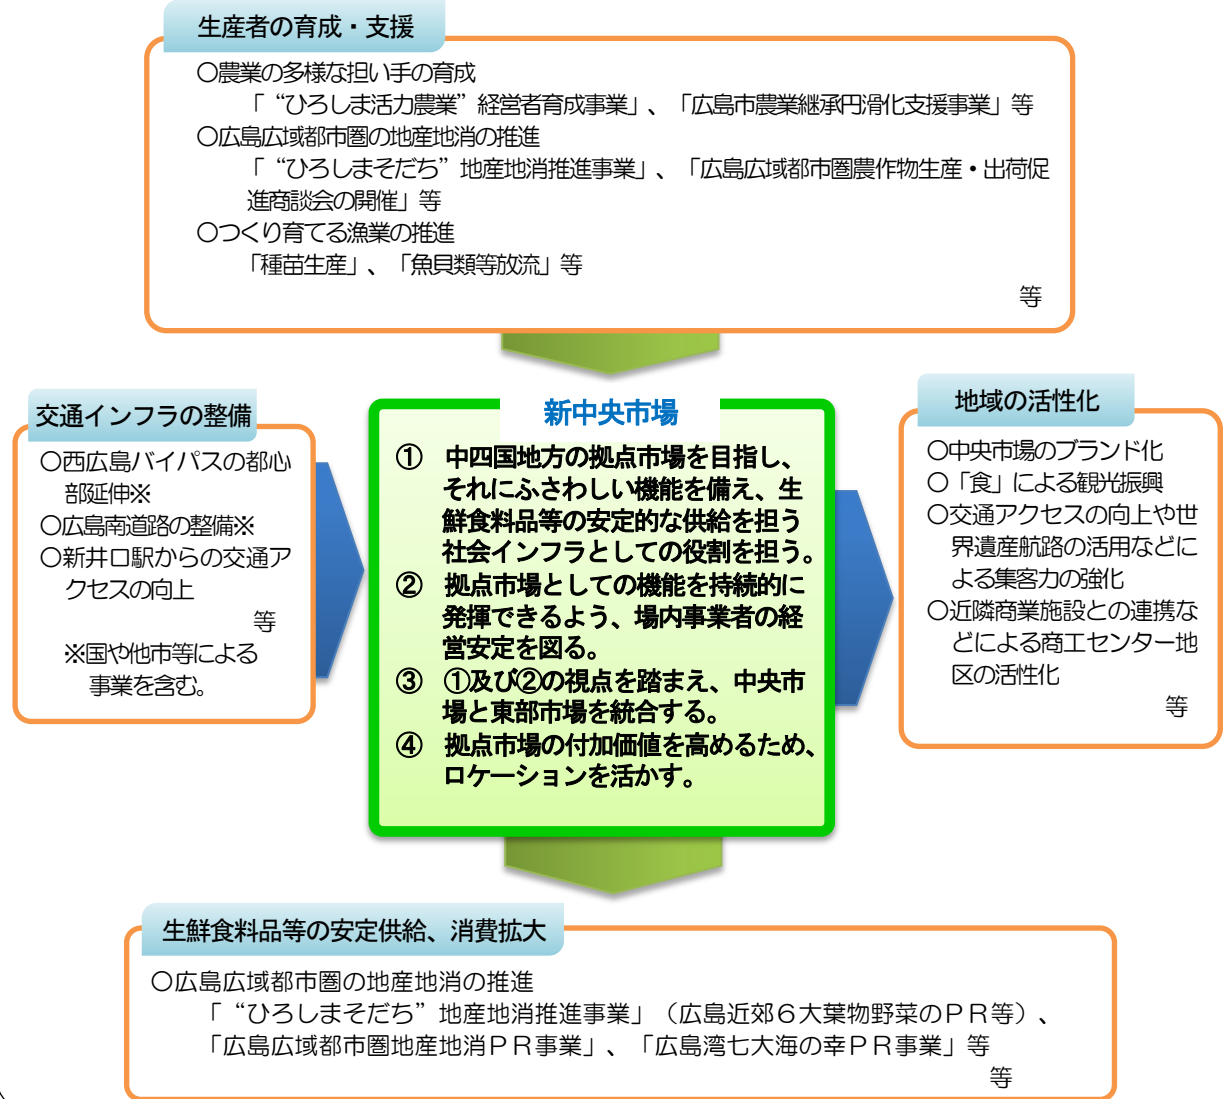 生産者の育成・支援
〇農業の多様な担い手の育成
「“ひろしま活力農業”経営者育成事業」、「広島市農業継承円滑化支援事業」等
〇広島広域都市圏の地産地消の推進
「“ひろしまそだち”地産地消推進事業」、「広島広域都市圏農作物生産・出荷促
進商談会の開催」等
〇つくり育てる漁業の推進
「種苗生産」、「魚貝類等放流」等
等
交通インフラの整備
〇西広島バイパスの都心
部延伸※
〇広島南道路の整備※
〇新井口駅からの交通ア
クセスの向上
等
※国や他市等による
事業を含む。
新中央市場
① 中四国地方の拠点市場を目指し、
それにふさわしい機能を備え、生
鮮食料品等の安定的な供給を担う
社会インフラとしての役割を担う。
② 拠点市場としての機能を持続的に
発揮できるよう、場内事業者の経
営安定を図る。
③ ①及び②の視点を踏まえ、中央市
場と東部市場を統合する。
④ 拠点市場の付加価値を高めるため、
ロケーションを活かす。
地域の活性化
〇中央市場のブランド化
〇「食」による観光振興
〇交通アクセスの向上や世
界遺産航路の活用などに
よる集客力の強化
〇近隣商業施設との連携な
どによる商工センター地
区の活性化
等
生鮮食料品等の安定供給、消費拡大
〇広島広域都市圏の地産地消の推進
「“ひろしまそだち”地産地消推進事業」（広島近郊６大葉物野菜のＰＲ等）、
「広島広域都市圏地産地消ＰＲ事業」、「広島湾七大海の幸ＰＲ事業」等
等